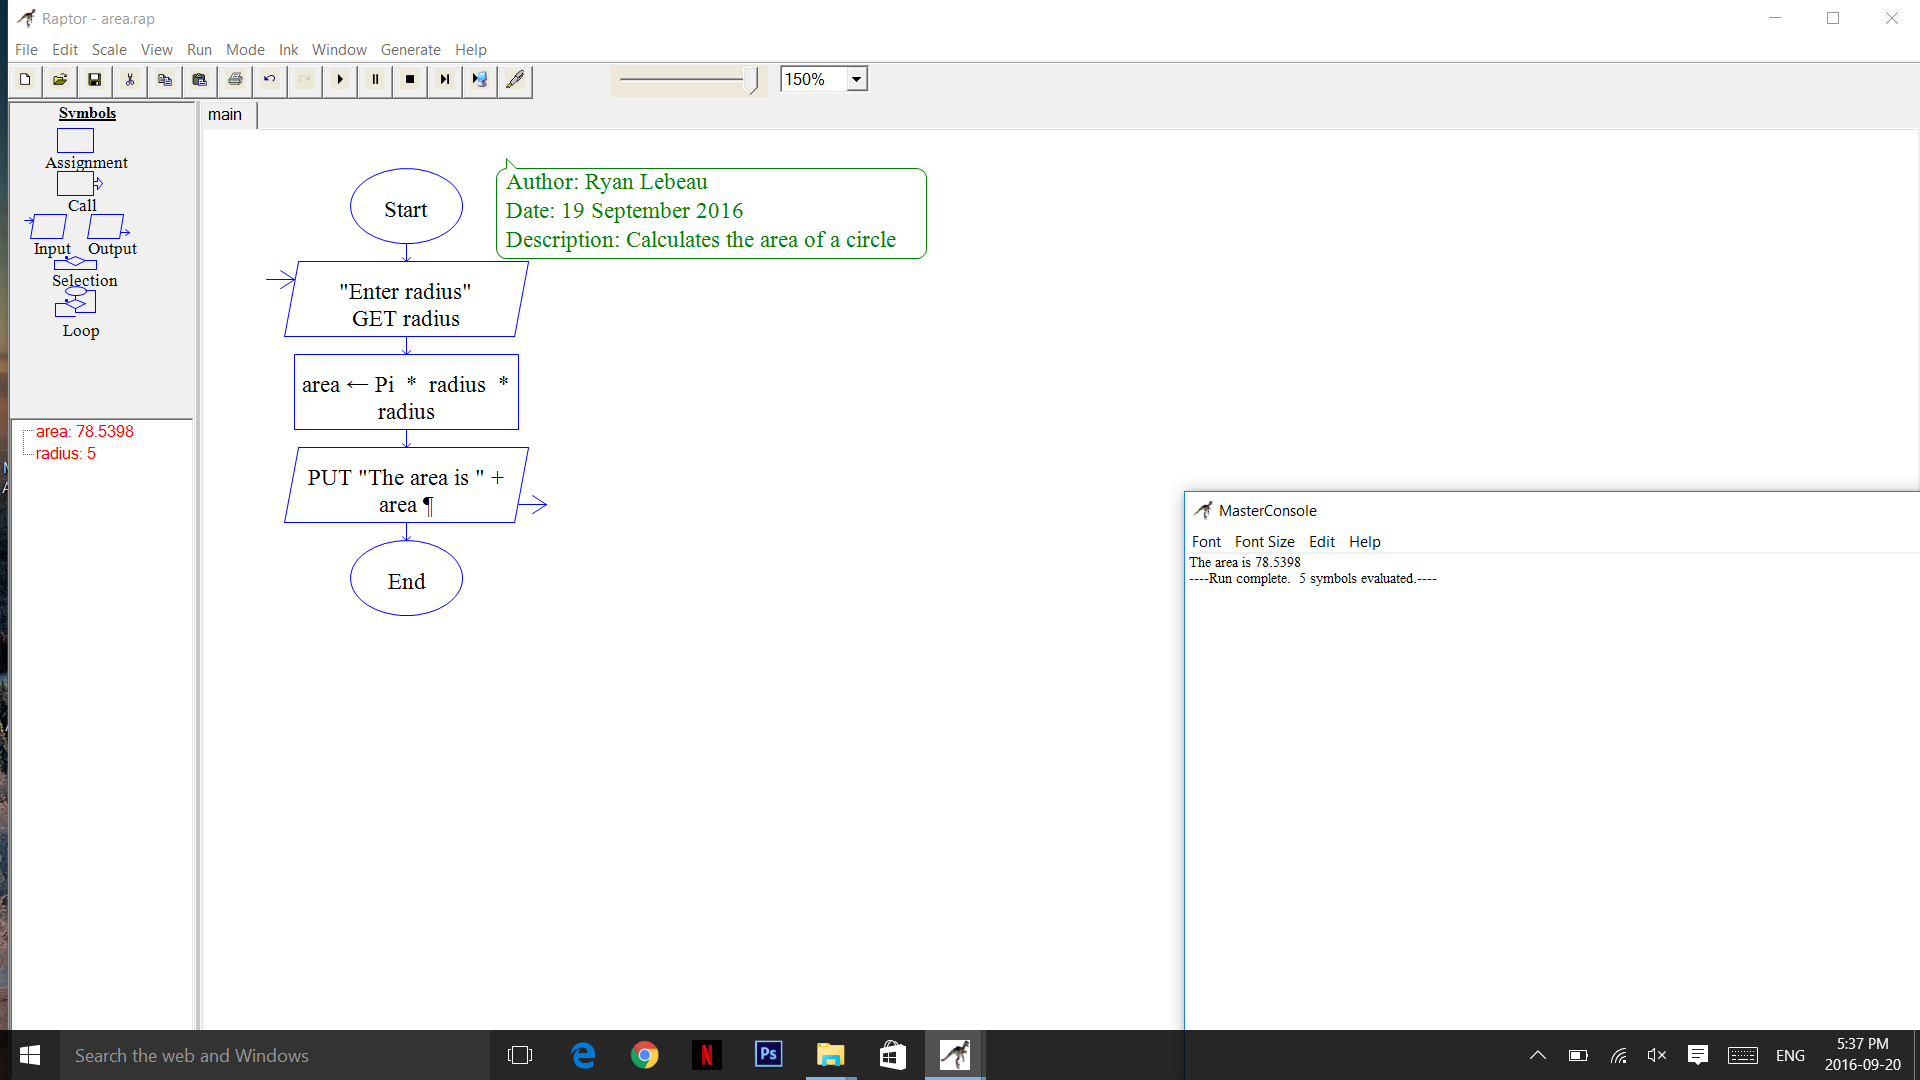 Raptor - area.rap
File Edit Scale View Run Mode Ink Window Generate Help
150%
Symbols
Assignment
Call
Input Output
Selection
Loop
area: 78.5398
radius: 5
main
Start
Author: Ryan Lebeau
Date: 19 September 2016
Description: Calculates the area of a circle
"Enter radius"
GET radius
area ← Pi * radius *
radius
PUT "The area is " +
area ¶
End
MasterConsole
Font Font Size Edit Help
The area is 78.5398
----Run complete. 5 symbols evaluated.----
Search the web and Windows
Ps
ENG
5:37 PM
2016-09-20